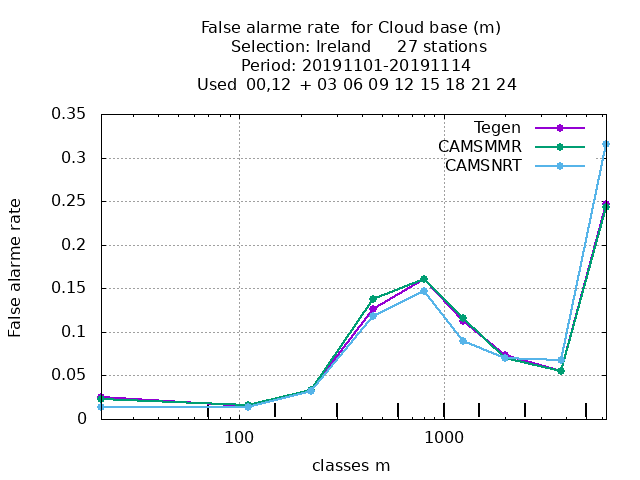 False alarme rate  for Cloud base (m)
Selection: Ireland     27 stations
Period: 20191101-20191114
Used  00,12  + 03 06 09 12 15 18 21 24
Tegen
CAMSMMR
CAMSNRT
False alarme rate
0.35
0.3
0.25
0.2
0.15
0.1
0.05
0
100
1000
classes m